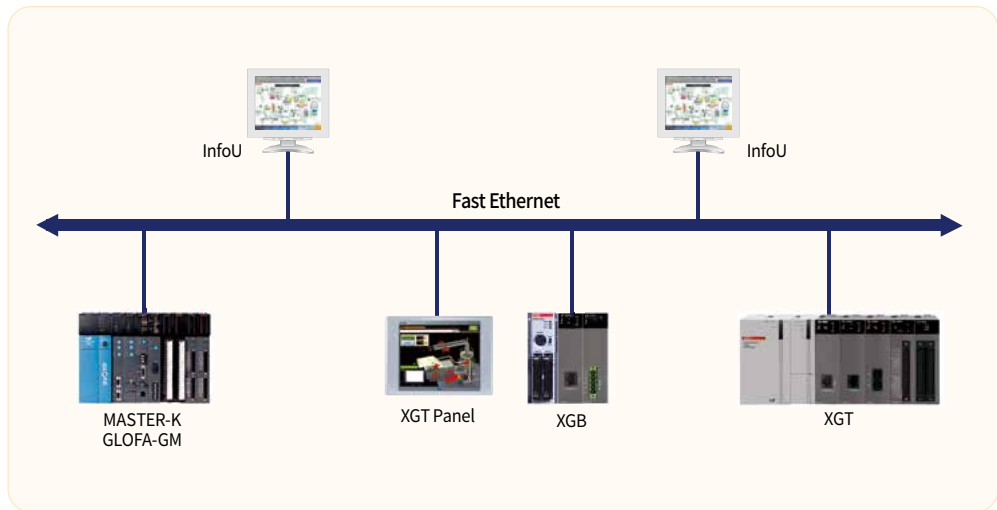 InfoU
InfoU
Fast Ethernet
MASTER-K
GLOFA-GM
XGT Panel
XGB
XGT